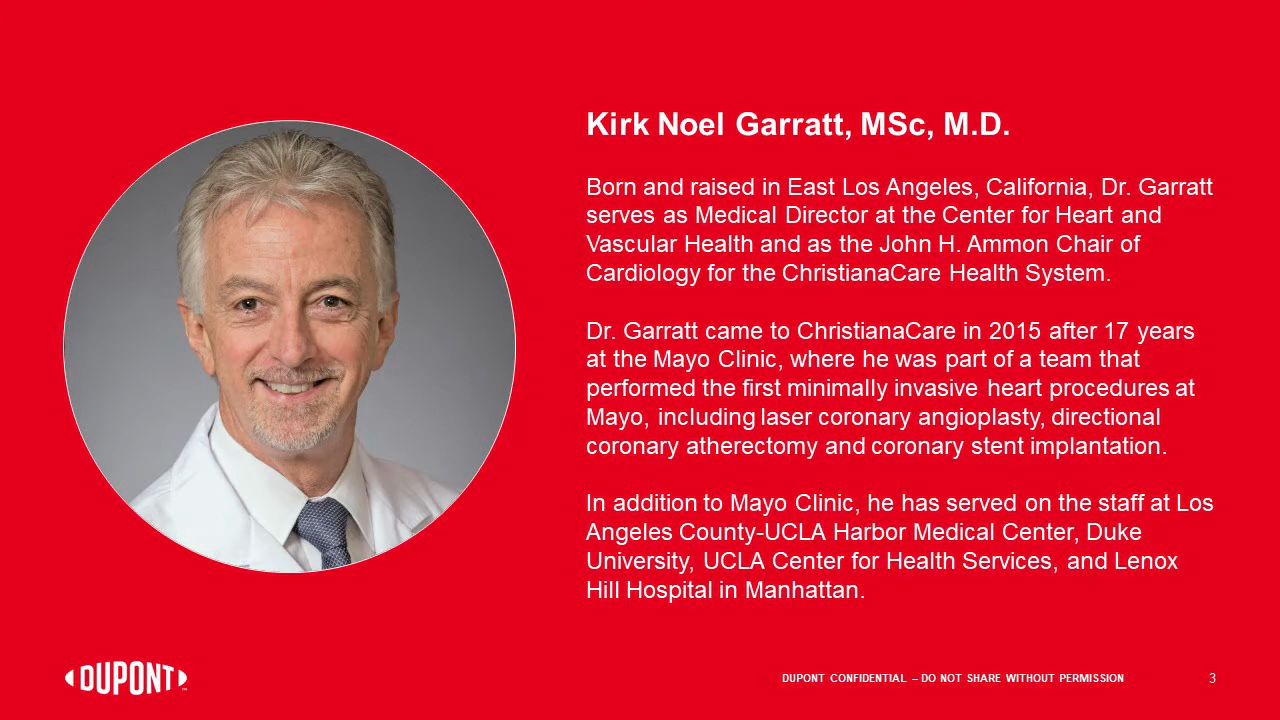 Kirk Noel Garratt, MSc, M.D.
Born and raised in East Los Angeles, California, Dr. Garratt
serves as Medical Director at the Center for Heart and
Vascular Health and as the John H. Ammon Chair of
Cardiology for the ChristianaCare Health System.
Dr. Garratt came to ChristianaCare in 2015 after 17 years
at the Mayo Clinic, where he was part of a team that
performed the first minimally invasive heart procedures at
Mayo, including laser coronary angioplasty, directional
coronary atherectomy and coronary stent implantation.
In addition to Mayo Clinic, he has served on the staff at Los
Angeles County-UCLA Harbor Medical Center, Duke
University, UCLA Center for Health Services, and Lenox
Hill Hospital in Manhattan.
DUPONT™
DUPONT CONFIDENTIAL – DO NOT SHARE WITHOUT PERMISSION
3